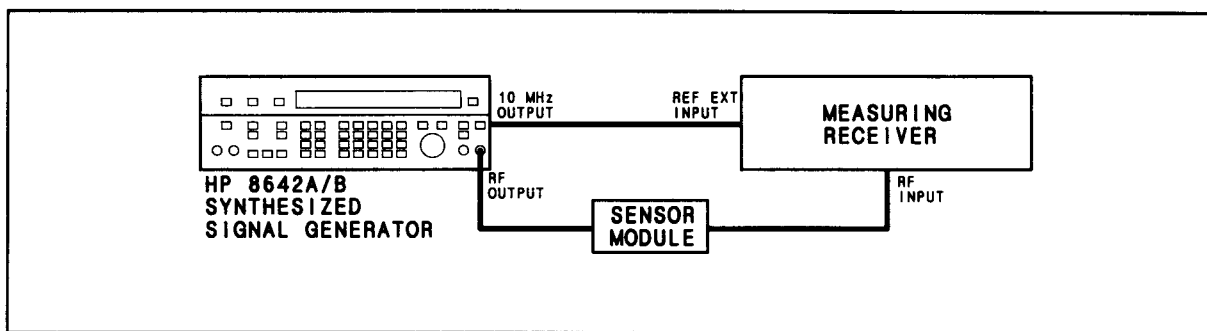 10 MHz
OUTPUT
REF EXT
INPUT
MEASURING
RECEIVER
HP 8642A/B
SYNTHESIZED
SIGNAL GENERATOR
RF
OUTPUT
SENSOR
MODULE
RF
INPUT